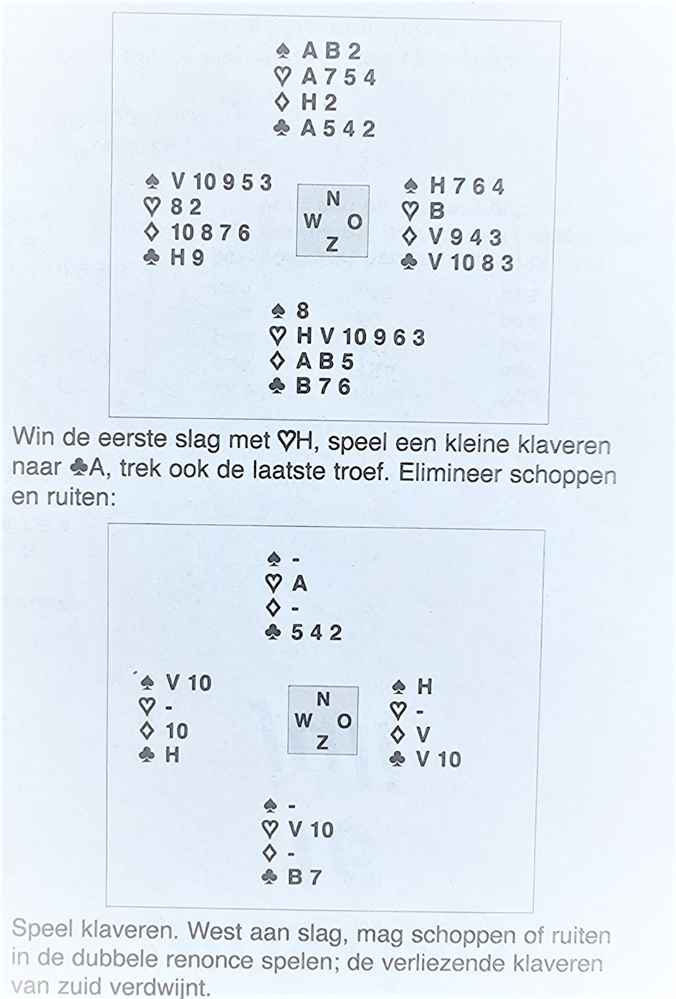 ♠ A B 2
♡ A 7 5 4
♢ H 2
♣ A 5 4 2
♠ V 10 9 5 3
♡ 8 2
♢ 10 8 7 6
♣ H 9
N
W O
Z
♠ H 7 6 4
♡ B
♢ V 9 4 3
♣ V 10 8 3
♠ 8
♡ H V 10 9 6 3
♢ A B 5
♣ B 7 6
Win de eerste slag met ♡H, speel een kleine klaveren
naar ♣A, trek ook de laatste troef. Elimineer schoppen
en ruiten:
♠ -
♡ A
♢ -
♣ 5 4 2
♠ V 10
♡ -
♢ 10
♣ H
N
W O
Z
♠ H
♡ -
♢ V
♣ V 10
♠ -
♡ V 10
♢ -
♣ B 7
Speel klaveren. West aan slag, mag schoppen of ruiten
in de dubbele renonce spelen; de verliezende klaveren
van zuid verdwijnt.